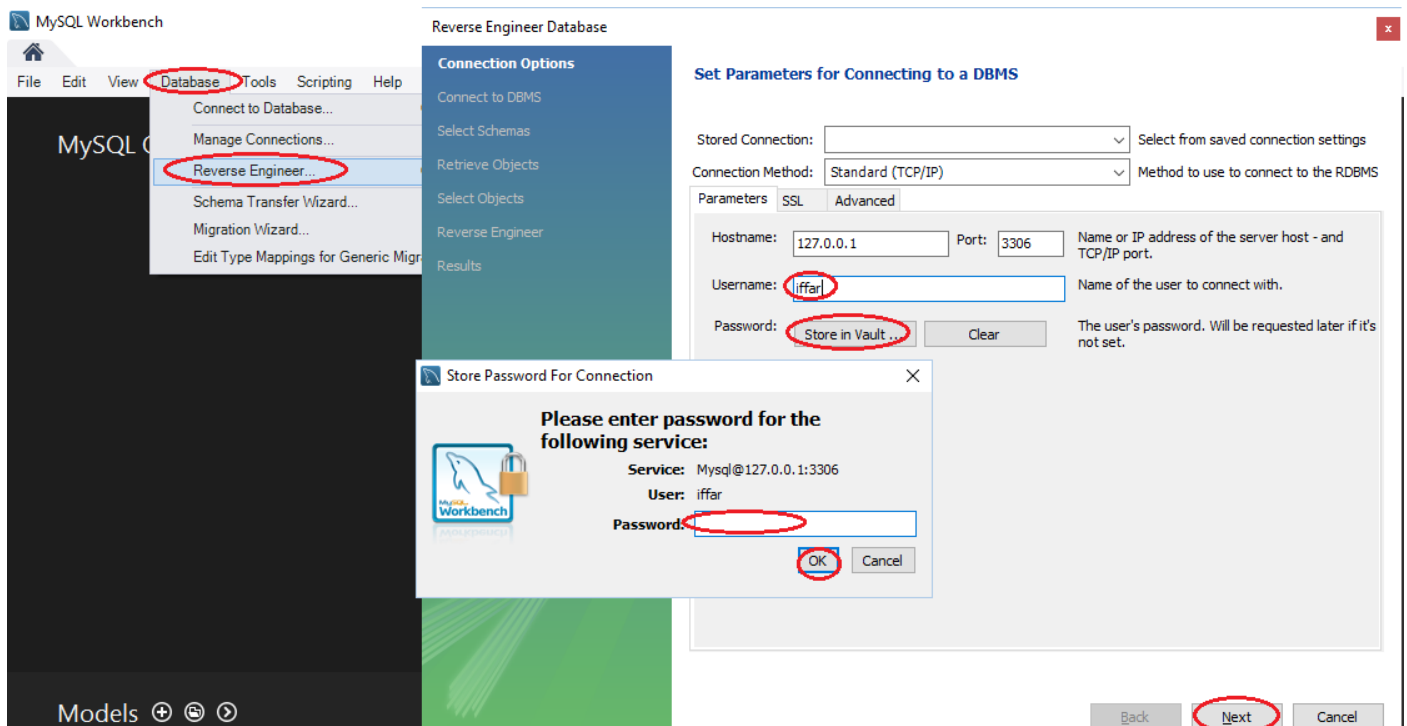 MySQL Workbench
File Edit View Database Tools Scripting Help
Connect to Database...
Manage Connections...
Reverse Engineer...
Schema Transfer Wizard...
Migration Wizard...
Edit Type Mappings for Generic Migr
MySQL C
Models
Reverse Engineer Database
x
Connection Options
Connect to DBMS
Select Schemas
Retrieve Objects
Select Objects
Reverse Engineer
Results
Set Parameters for Connecting to a DBMS
Stored Connection: Select from saved connection settings
Connection Method: Standard (TCP/IP) Method to use to connect to the RDBMS
Parameters SSL Advanced
Hostname: 127.0.0.1 Port: 3306 Name or IP address of the server host - and
TCP/IP port.
Username: iffar Name of the user to connect with.
Password: Store in Vault ... Clear The user's password. Will be requested later if it's
not set.
Store Password For Connection
Please enter password for the
following service:
Service: Mysql@127.0.0.1:3306
User: iffar
Password:
MySQL
Workbench
OK Cancel
Back Next Cancel